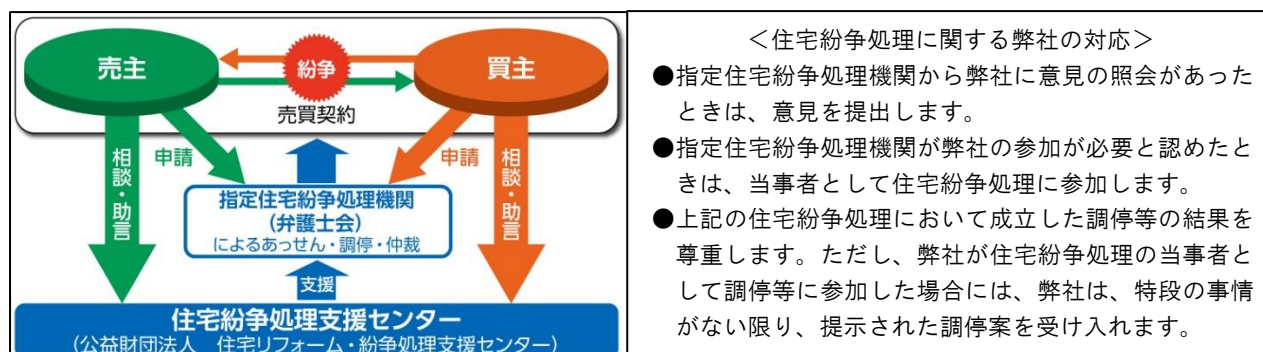 売主
紛争
買主
売買契約
申請
申請
相談・助言
相談・助言
指定住宅紛争処理機関
(弁護士会)
によるあっせん・調停・仲裁
支援
住宅紛争処理支援センター
(公益財団法人 住宅リフォーム・紛争処理支援センター)
＜住宅紛争処理に関する弊社の対応＞
●指定住宅紛争処理機関から弊社に意見の照会があった
ときは、意見を提出します。
●指定住宅紛争処理機関が弊社の参加が必要と認めたと
きは、当事者として住宅紛争処理に参加します。
●上記の住宅紛争処理において成立した調停等の結果を
尊重します。ただし、弊社が住宅紛争処理の当事者と
して調停等に参加した場合には、弊社は、特段の事情
がない限り、提示された調停案を受け入れます。